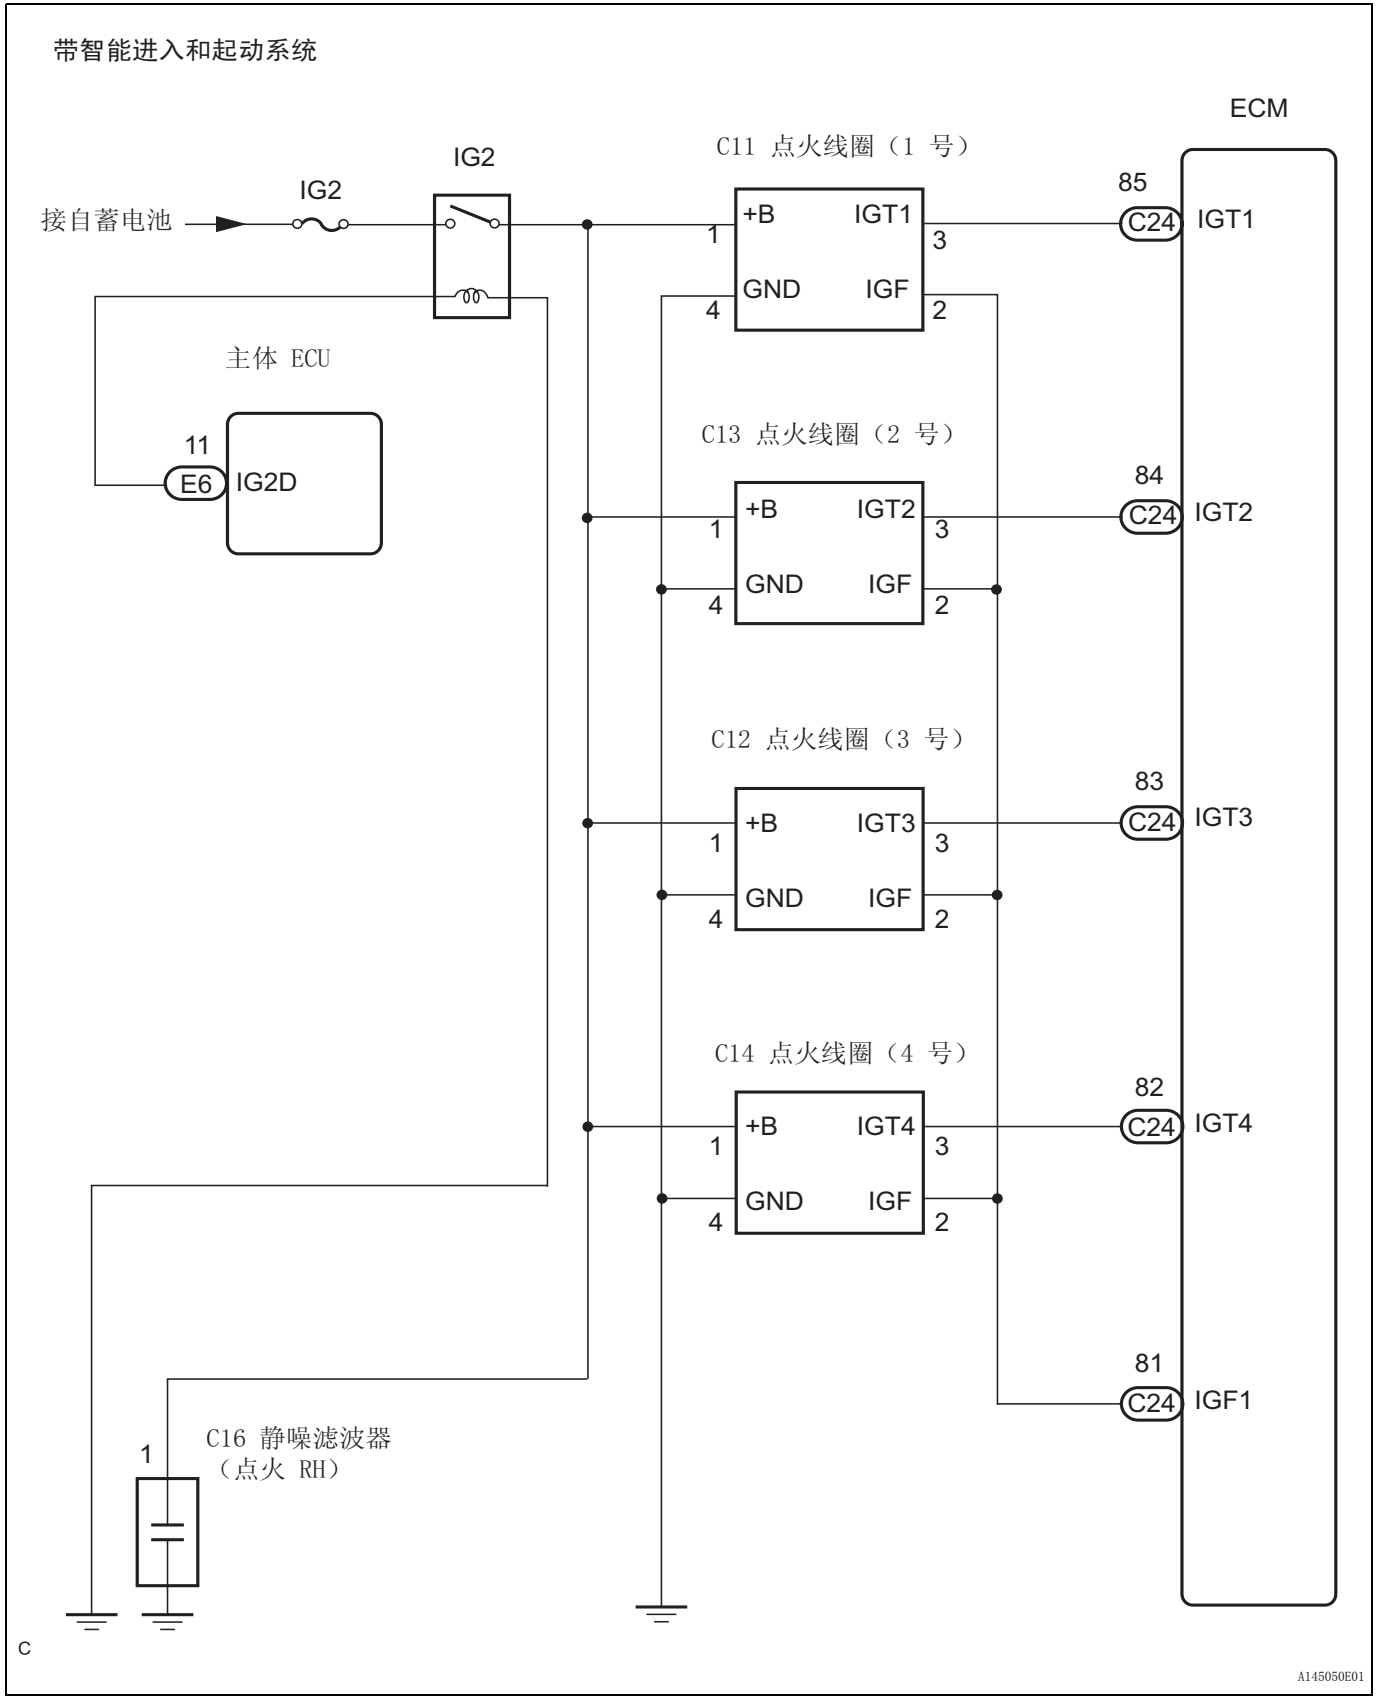 带智能进入和起动系统
ECM
C11 点火线圈（1 号）
IG2
IG2
接自蓄电池
+B
IGT1
1
3
GND
IGF
4
2
85
C24
IGT1
主体 ECU
11
E6
IG2D
C13 点火线圈（2 号）
+B
IGT2
1
3
GND
IGF
4
2
84
C24
IGT2
C12 点火线圈（3 号）
+B
IGT3
1
3
GND
IGF
4
2
83
C24
IGT3
C14 点火线圈（4 号）
+B
IGT4
1
3
GND
IGF
4
2
82
C24
IGT4
81
C24
IGF1
C16 静噪滤波器
（点火 RH）
1
C
A145050E01